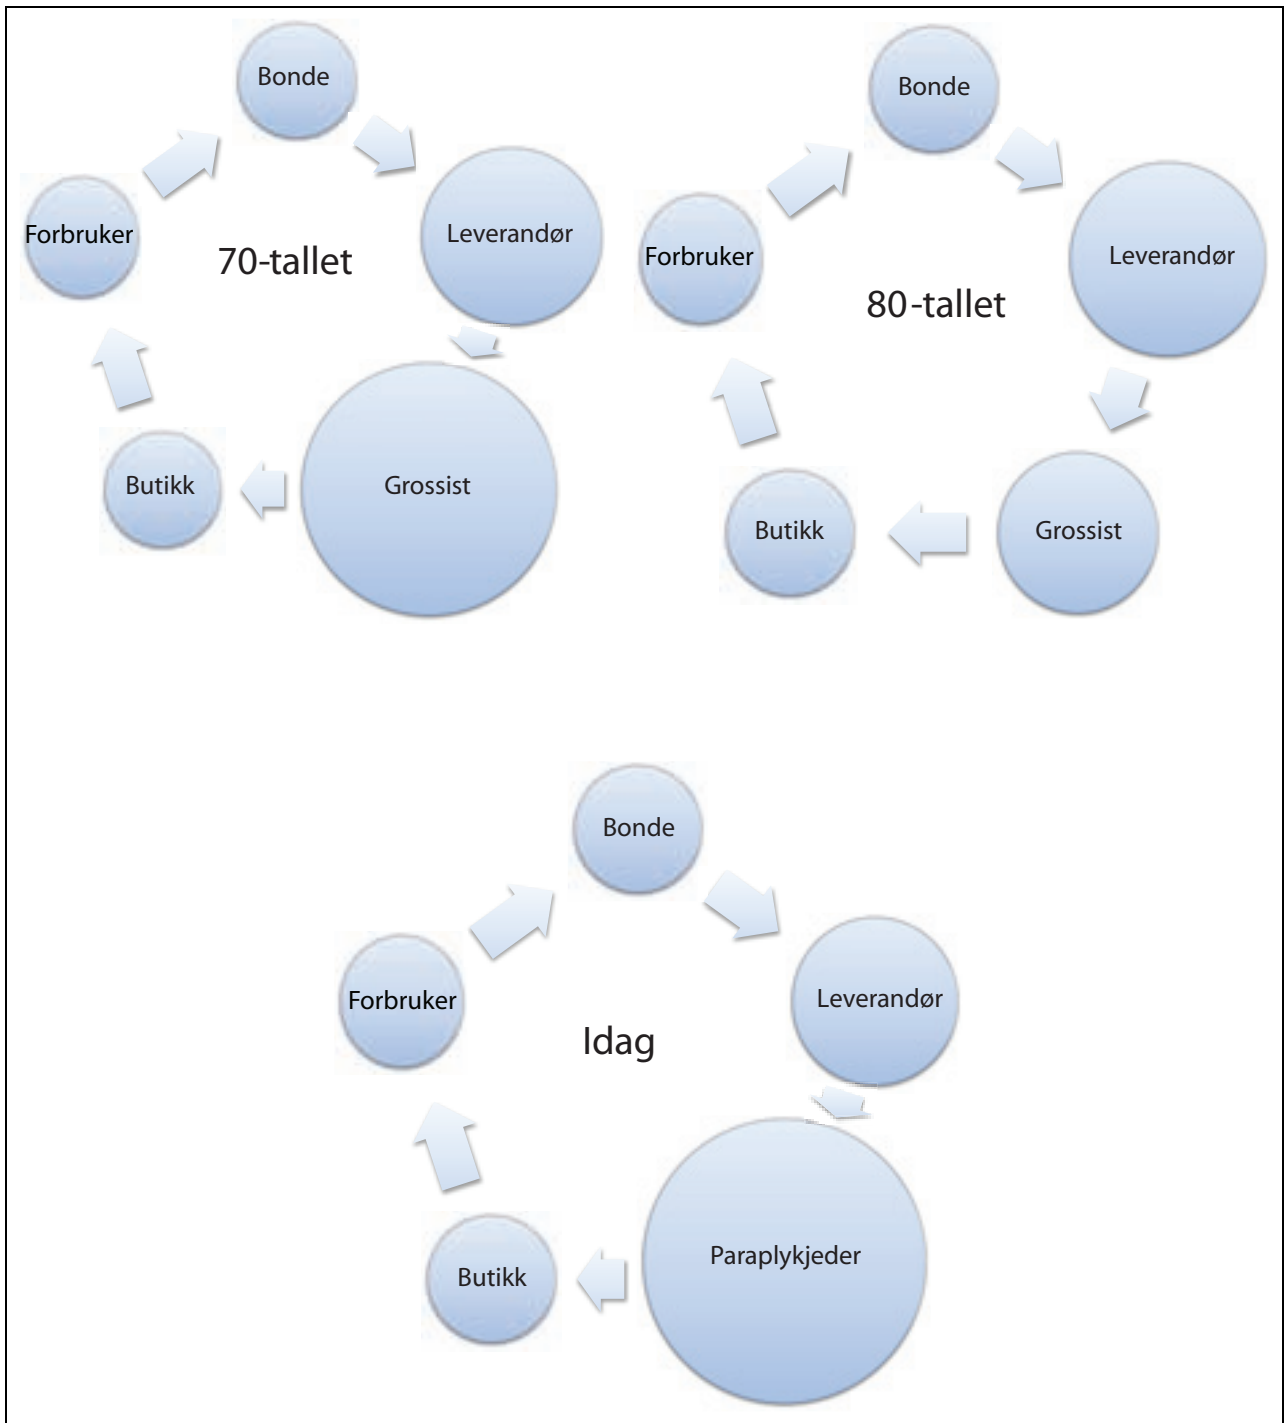 Bonde
Leverandør
Grossist
Butikk
Forbruker
70-tallet
Bonde
Leverandør
Grossist
Butikk
Forbruker
80-tallet
Bonde
Leverandør
Paraplykjeder
Butikk
Forbruker
Idag